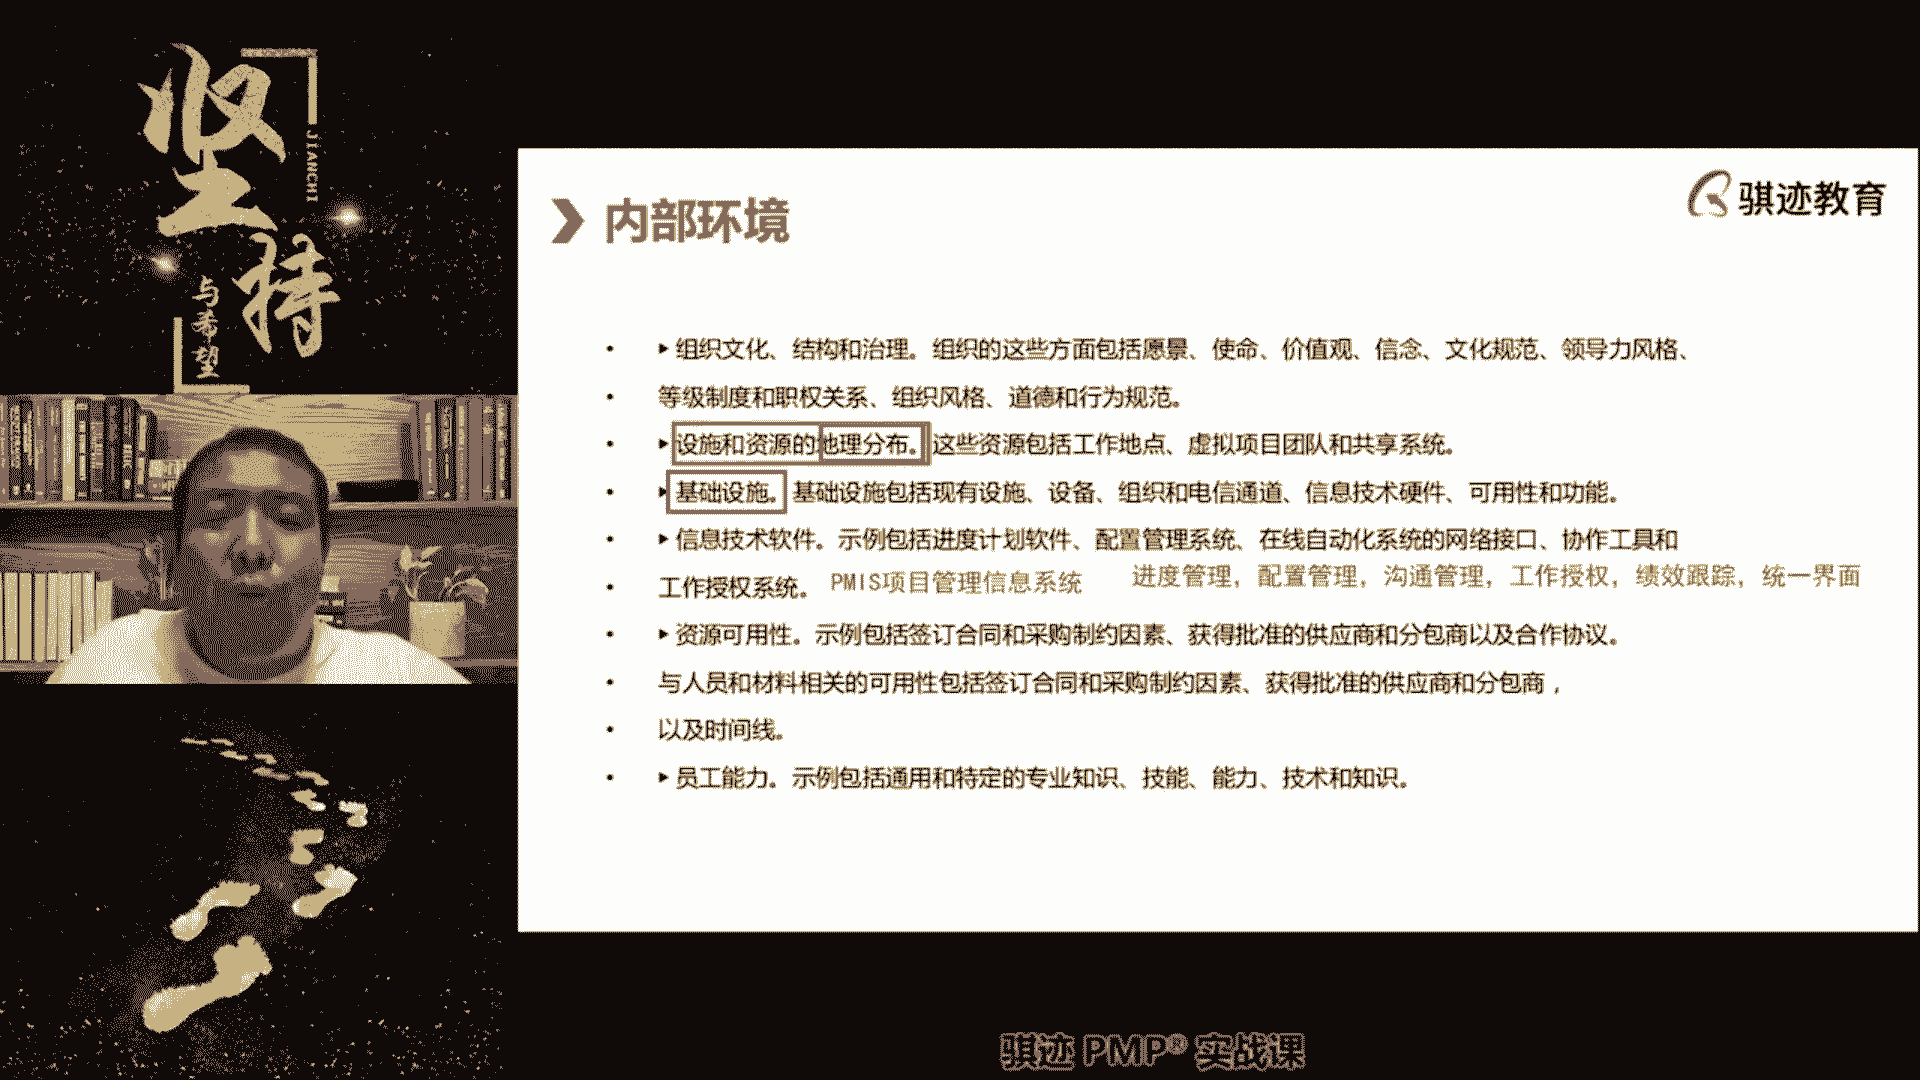 坚持
JIANCHI
与希望
内部环境
骐迹教育
• ▸组织文化、结构和治理。组织的这些方面包括愿景、使命、价值观、信念、文化规范、领导力风格、
• 等级制度和职权关系、组织风格、道德和行为规范。
• ▸设施和资源的地理分布。这些资源包括工作地点、虚拟项目团队和共享系统。
• ▸基础设施。基础设施包括现有设施、设备、组织和电信通道、信息技术硬件、可用性和功能。
• ▸信息技术软件。示例包括进度计划软件、配置管理系统、在线自动化系统的网络接口、协作工具和
• 工作授权系统。 PMIS项目管理信息系统 进度管理，配置管理，沟通管理，工作授权，绩效跟踪，统一界面
• ▸资源可用性。示例包括签订合同和采购制约因素、获得批准的供应商和分包商以及合作协议。
• 与人员和材料相关的可用性包括签订合同和采购制约因素、获得批准的供应商和分包商，
• 以及时间线。
• ▸员工能力。示例包括通用和特定的专业知识、技能、能力、技术和知识。
骐迹 PMP® 实战课